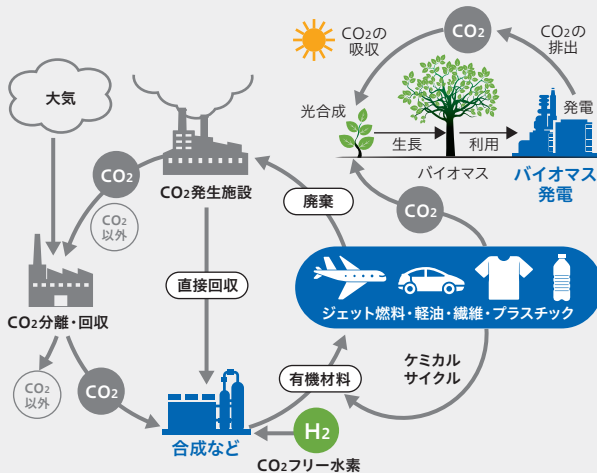 大気
CO2
CO2
以外
CO2発生施設
CO2分離・回収
CO2
以外
CO2
直接回収
合成など
H2
CO2フリー水素
有機材料
廃棄
ジェット燃料・軽油・繊維・プラスチック
ケミカル
サイクル
CO2
CO2の
吸収
CO2
CO2の
排出
光合成
生長
利用
発電
バイオマス
バイオマス
発電